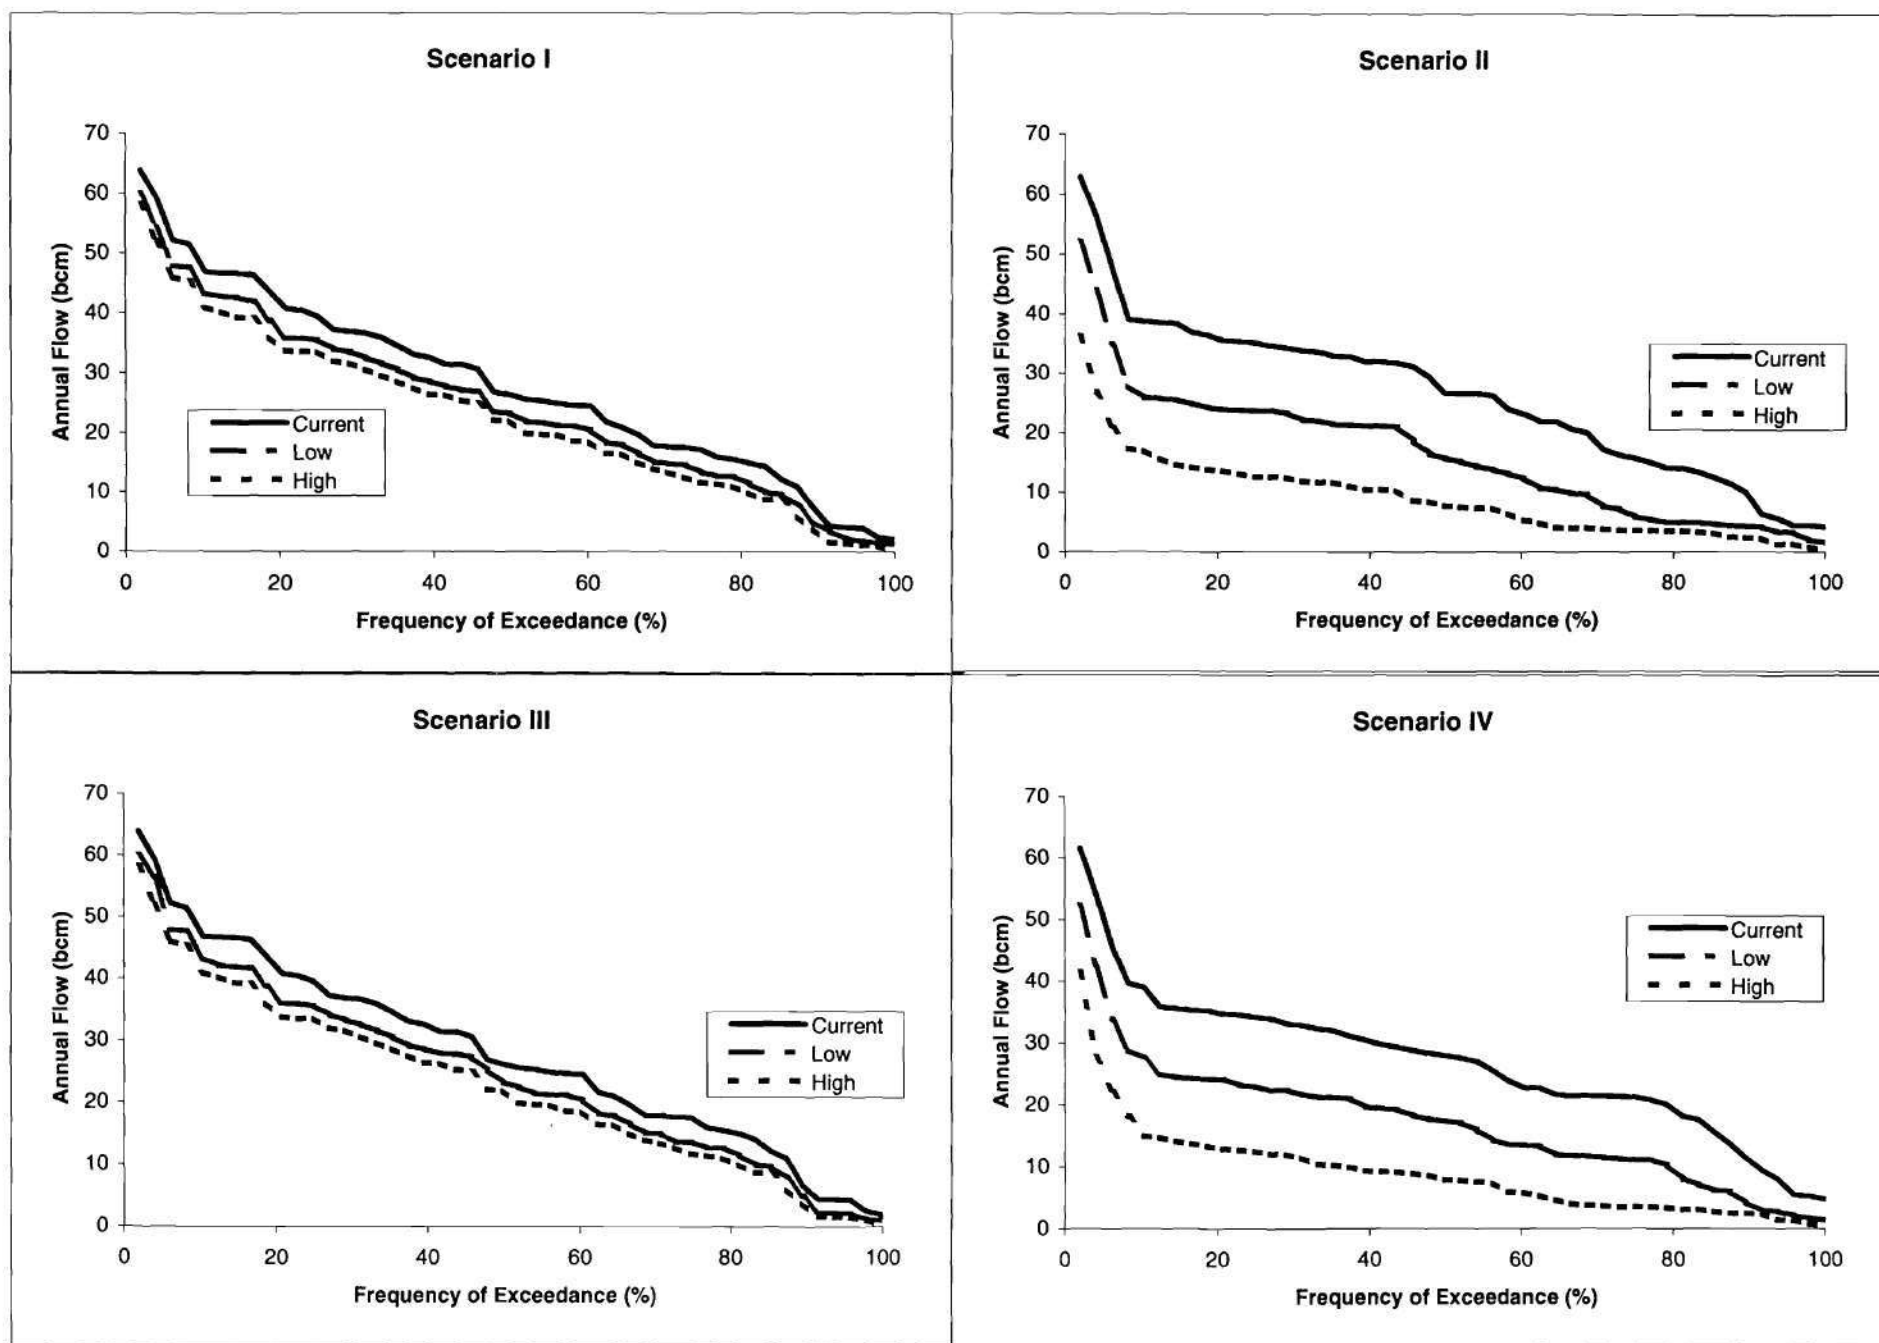 Scenario I
70
60
50
40
30
20
10
0
Annual Flow (bcm)
Current
Low
High
0 20 40 60 80 100
Frequency of Exceedance (%)
Scenario II
70
60
50
40
30
20
10
0
Annual Flow (bcm)
Current
Low
High
0 20 40 60 80 100
Frequency of Exceedance (%)
Scenario III
70
60
50
40
30
20
10
0
Annual Flow (bcm)
Current
Low
High
0 20 40 60 80 100
Frequency of Exceedance (%)
Scenario IV
70
60
50
40
30
20
10
0
Annual Flow (bcm)
Current
Low
High
0 20 40 60 80 100
Frequency of Exceedance (%)